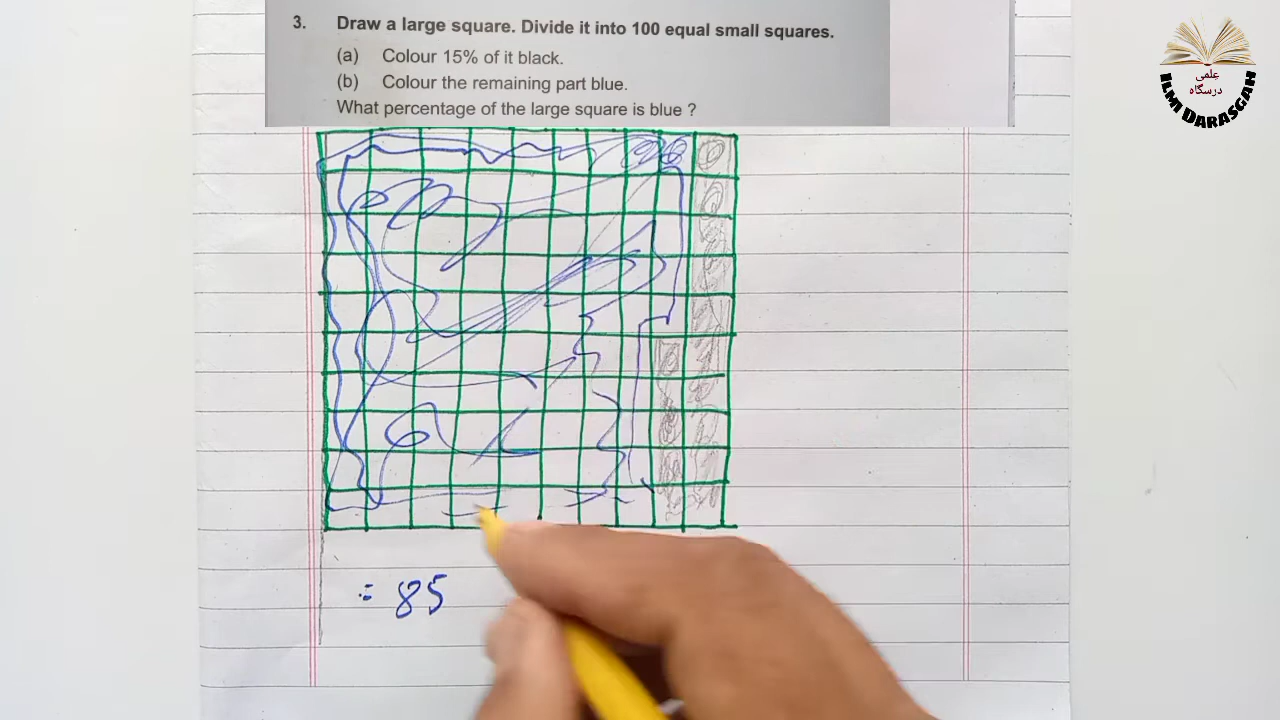 3. Draw a large square. Divide it into 100 equal small squares.
(a) Colour 15% of it black.
(b) Colour the remaining part blue.
What percentage of the large square is blue ?
علمی
درسگاہ
ILMI DARASGAH
= 85